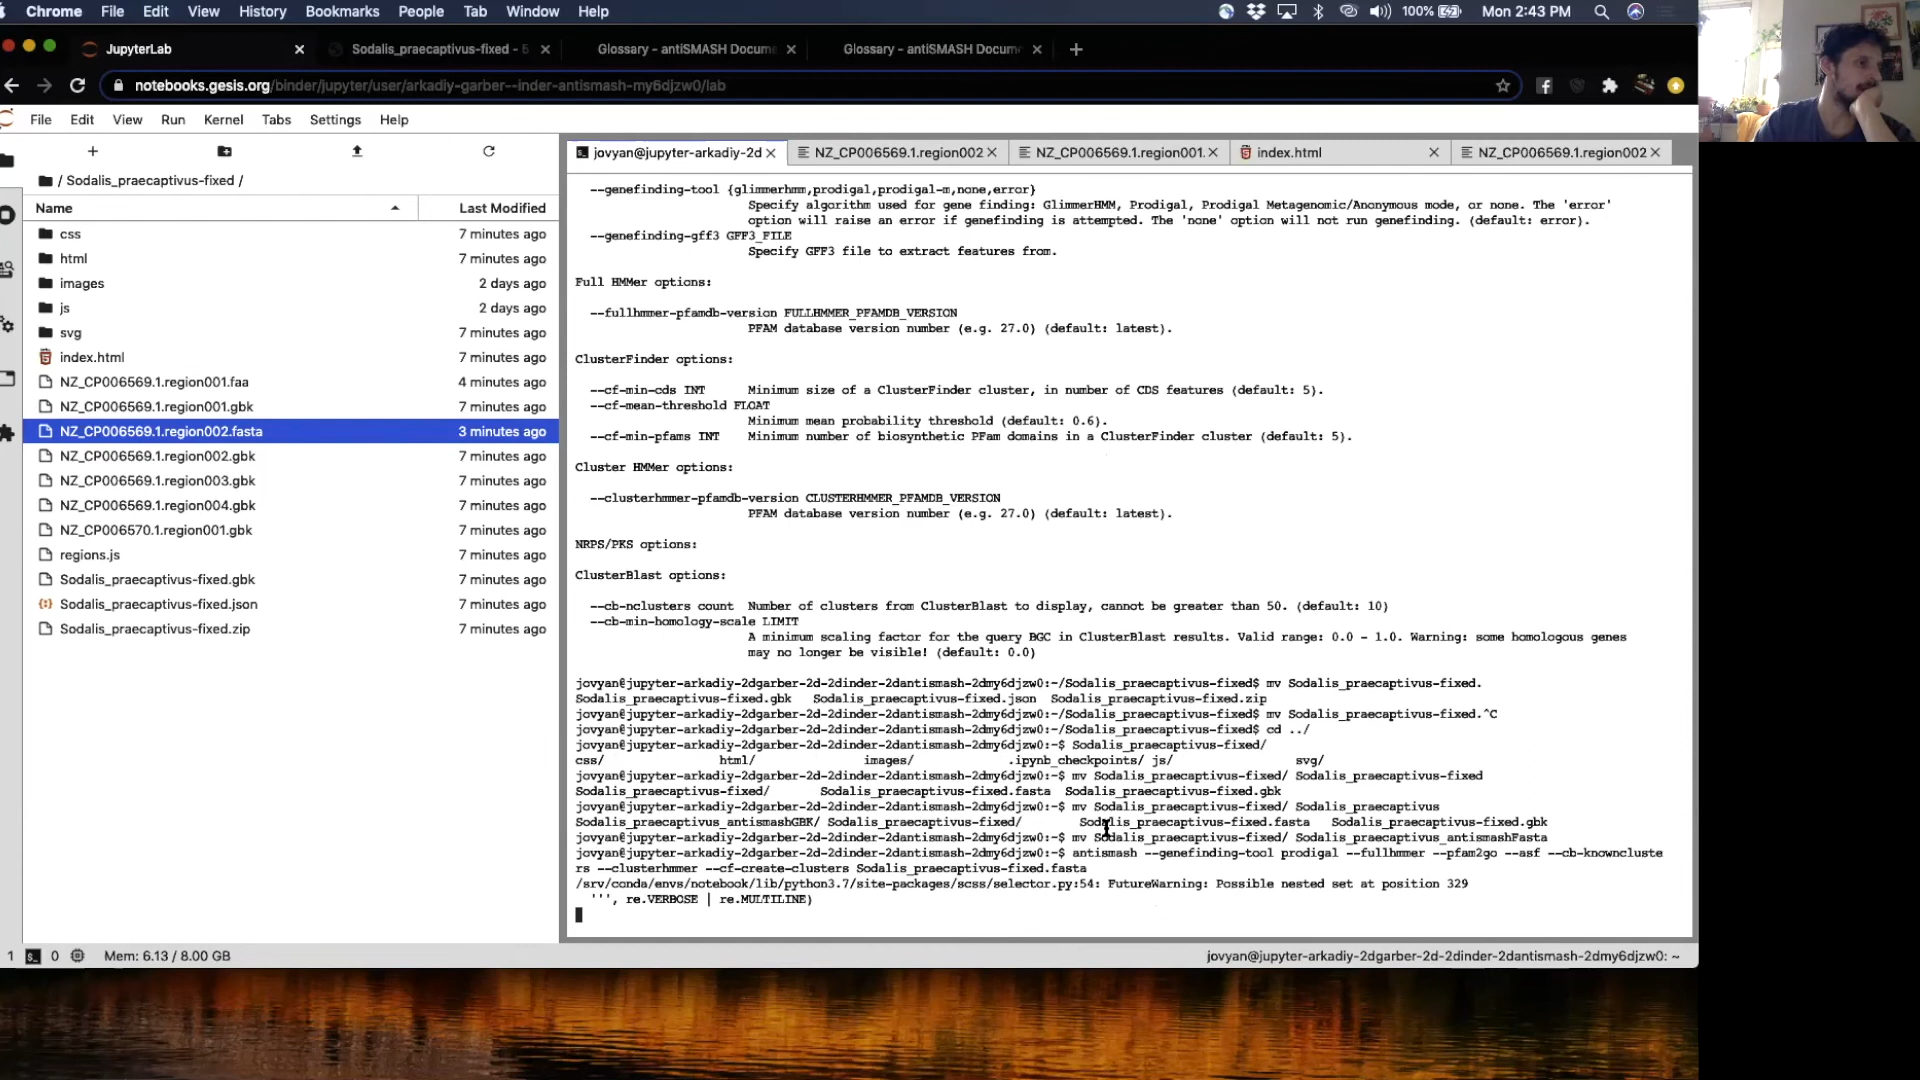 Chrome File Edit View History Bookmarks People Tab Window Help 100% Mon 2:43 PM
JupyterLab Sodalis_praecaptivus-fixed - 5 Glossary – antiSMASH Docum Glossary – antiSMASH Docum
notebooks.gesis.org/binder/jupyter/user/arkadiy-garber--inder-antismash-my6djzw0/lab
File Edit View Run Kernel Tabs Settings Help
jovyan@jupyter-arkadiy-2d NZ_CP006569.1.region002 NZ_CP006569.1.region001. index.html NZ_CP006569.1.region002
/ Sodalis_praecaptivus-fixed /
Name Last Modified
css 7 minutes ago
html 7 minutes ago
images 2 days ago
js 2 days ago
svg 7 minutes ago
index.html 7 minutes ago
NZ_CP006569.1.region001.faa 4 minutes ago
NZ_CP006569.1.region001.gbk 7 minutes ago
NZ_CP006569.1.region002.fasta 3 minutes ago
NZ_CP006569.1.region002.gbk 7 minutes ago
NZ_CP006569.1.region003.gbk 7 minutes ago
NZ_CP006569.1.region004.gbk 7 minutes ago
NZ_CP006570.1.region001.gbk 7 minutes ago
regions.js 7 minutes ago
Sodalis_praecaptivus-fixed.gbk 7 minutes ago
Sodalis_praecaptivus-fixed.json 7 minutes ago
Sodalis_praecaptivus-fixed.zip 7 minutes ago
--genefinding-tool {glimmerhmm,prodigal,prodigal-m,none,error}
Specify algorithm used for gene finding: GlimmerHMM, Prodigal, Prodigal Metagenomic/Anonymous mode, or none. The 'error'
option will raise an error if genefinding is attempted. The 'none' option will not run genefinding. (default: error).
--genefinding-gff3 GFF3_FILE
Specify GFF3 file to extract features from.
Full HMMer options:
--fullhmmer-pfamdb-version FULLHMMER_PFAMDB_VERSION
PFAM database version number (e.g. 27.0) (default: latest).
ClusterFinder options:
--cf-min-cds INT Minimum size of a ClusterFinder cluster, in number of CDS features (default: 5).
--cf-mean-threshold FLOAT
Minimum mean probability threshold (default: 0.6).
--cf-min-pfams INT Minimum number of biosynthetic PFam domains in a ClusterFinder cluster (default: 5).
Cluster HMMer options:
--clusterhmmer-pfamdb-version CLUSTERHMMER_PFAMDB_VERSION
PFAM database version number (e.g. 27.0) (default: latest).
NRPS/PKS options:
ClusterBlast options:
--cb-nclusters count Number of clusters from ClusterBlast to display, cannot be greater than 50. (default: 10)
--cb-min-homology-scale LIMIT
A minimum scaling factor for the query BGC in ClusterBlast results. Valid range: 0.0 - 1.0. Warning: some homologous genes
may no longer be visible! (default: 0.0)
jovyan@jupyter-arkadiy-2dgarber-2d-2dinder-2dantismash-2dmy6djzw0:~/Sodalis_praecaptivus-fixed$ mv Sodalis_praecaptivus-fixed.
Sodalis_praecaptivus-fixed.gbk Sodalis_praecaptivus-fixed.json Sodalis_praecaptivus-fixed.zip
jovyan@jupyter-arkadiy-2dgarber-2d-2dinder-2dantismash-2dmy6djzw0:~/Sodalis_praecaptivus-fixed$ mv Sodalis_praecaptivus-fixed.^C
jovyan@jupyter-arkadiy-2dgarber-2d-2dinder-2dantismash-2dmy6djzw0:~/Sodalis_praecaptivus-fixed$ cd ../
jovyan@jupyter-arkadiy-2dgarber-2d-2dinder-2dantismash-2dmy6djzw0:~$ Sodalis_praecaptivus-fixed/
css/ html/ images/ .ipynb_checkpoints/ js/ svg/
jovyan@jupyter-arkadiy-2dgarber-2d-2dinder-2dantismash-2dmy6djzw0:~$ mv Sodalis_praecaptivus-fixed/ Sodalis_praecaptivus-fixed
Sodalis_praecaptivus-fixed/ Sodalis_praecaptivus-fixed.fasta Sodalis_praecaptivus-fixed.gbk
jovyan@jupyter-arkadiy-2dgarber-2d-2dinder-2dantismash-2dmy6djzw0:~$ mv Sodalis_praecaptivus-fixed/ Sodalis_praecaptivus
Sodalis_praecaptivus_antismashGBK/ Sodalis_praecaptivus-fixed/ Sodalis_praecaptivus-fixed.fasta Sodalis_praecaptivus-fixed.gbk
jovyan@jupyter-arkadiy-2dgarber-2d-2dinder-2dantismash-2dmy6djzw0:~$ mv Sodalis_praecaptivus-fixed/ Sodalis_praecaptivus_antismashFasta
jovyan@jupyter-arkadiy-2dgarber-2d-2dinder-2dantismash-2dmy6djzw0:~$ antismash --genefinding-tool prodigal --fullhmmer --pfam2go --asf --cb-knowncluste
rs --clusterhmmer --cf-create-clusters Sodalis_praecaptivus-fixed.fasta
/srv/conda/envs/notebook/lib/python3.7/site-packages/scss/selector.py:54: FutureWarning: Possible nested set at position 329
''', re.VERBOSE | re.MULTILINE)
1 0 Mem: 6.13 / 8.00 GB jovyan@jupyter-arkadiy-2dgarber-2d-2dinder-2dantismash-2dmy6djzw0: ~